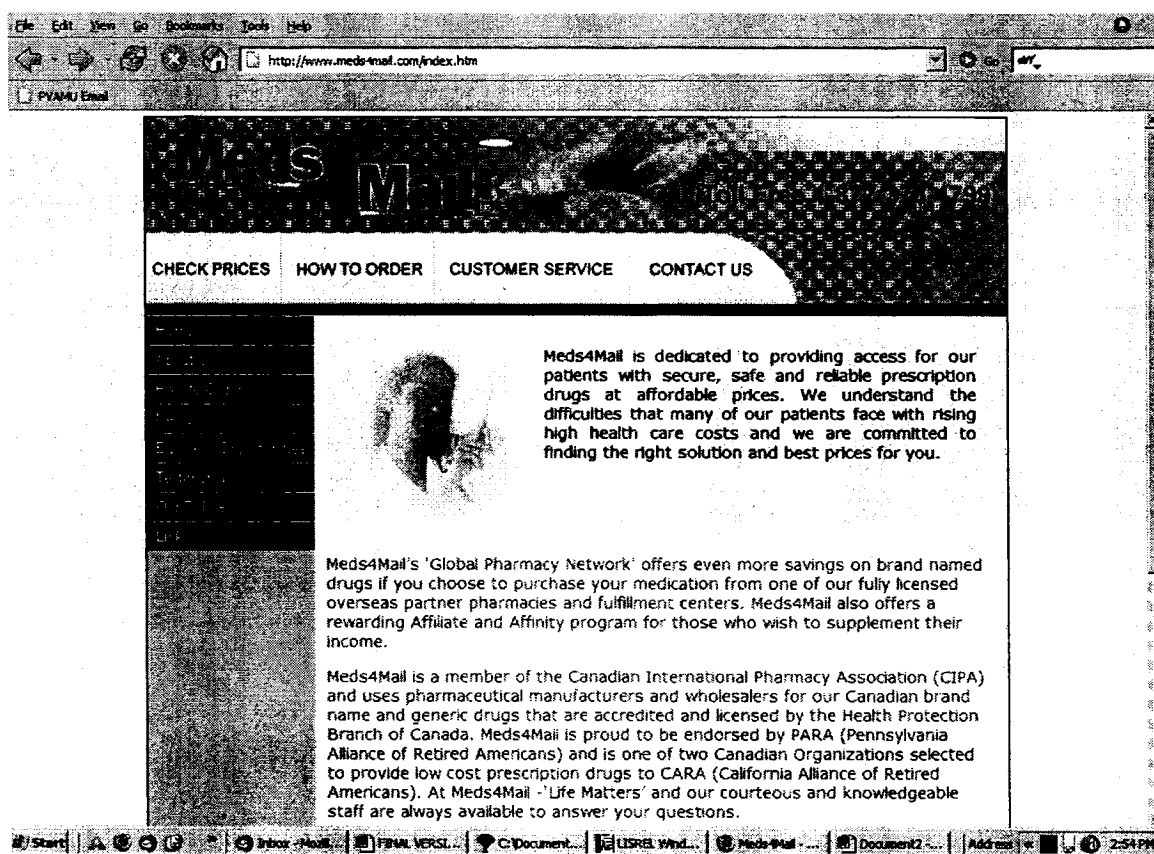 File Edit View Go Bookmarks Tools Help
http://www.meds4mail.com/index.htm Go
PVAMU Email
Meds
Mail
Toll Free
CHECK PRICES HOW TO ORDER CUSTOMER SERVICE CONTACT US
Meds4Mail is dedicated to providing access for our
patients with secure, safe and reliable prescription
drugs at affordable prices. We understand the
difficulties that many of our patients face with rising
high health care costs and we are committed to
finding the right solution and best prices for you.
Meds4Mail's 'Global Pharmacy Network' offers even more savings on brand named
drugs if you choose to purchase your medication from one of our fully licensed
overseas partner pharmacies and fulfillment centers. Meds4Mail also offers a
rewarding Affiliate and Affinity program for those who wish to supplement their
income.
Meds4Mail is a member of the Canadian International Pharmacy Association (CIPA)
and uses pharmaceutical manufacturers and wholesalers for our Canadian brand
name and generic drugs that are accredited and licensed by the Health Protection
Branch of Canada. Meds4Mail is proud to be endorsed by PARA (Pennsylvania
Alliance of Retired Americans) and is one of two Canadian Organizations selected
to provide low cost prescription drugs to CARA (California Alliance of Retired
Americans). At Meds4Mail -'Life Matters' and our courteous and knowledgeable
staff are always available to answer your questions.
Start Inbox - Mozil... FINAL VERSI... C:\Document... LISREL Wind... Meds4Mail - ... Document2 - ... Address 2:54 PM